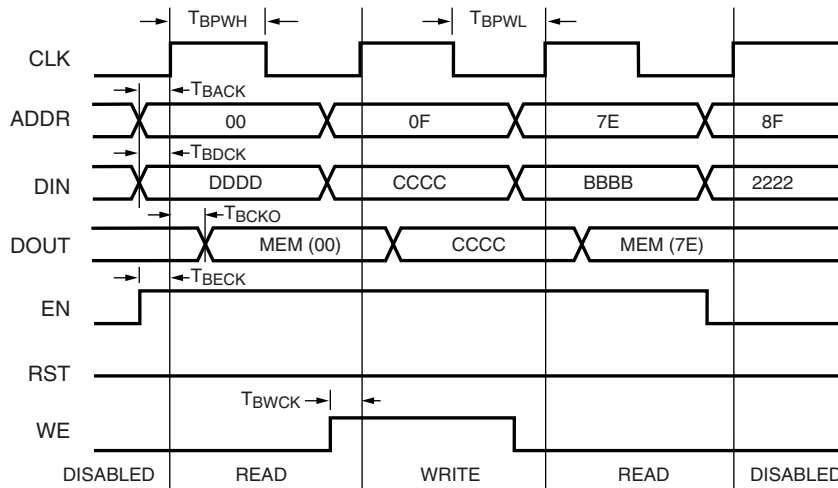 TBPWH TBPWL
CLK
TBACK
ADDR 00 0F 7E 8F
TBDCK
DIN DDDD CCCC BBBB 2222
TBCKO
DOUT MEM (00) CCCC MEM (7E)
TBECK
EN
RST
TBWCK
WE
DISABLED READ WRITE READ DISABLED